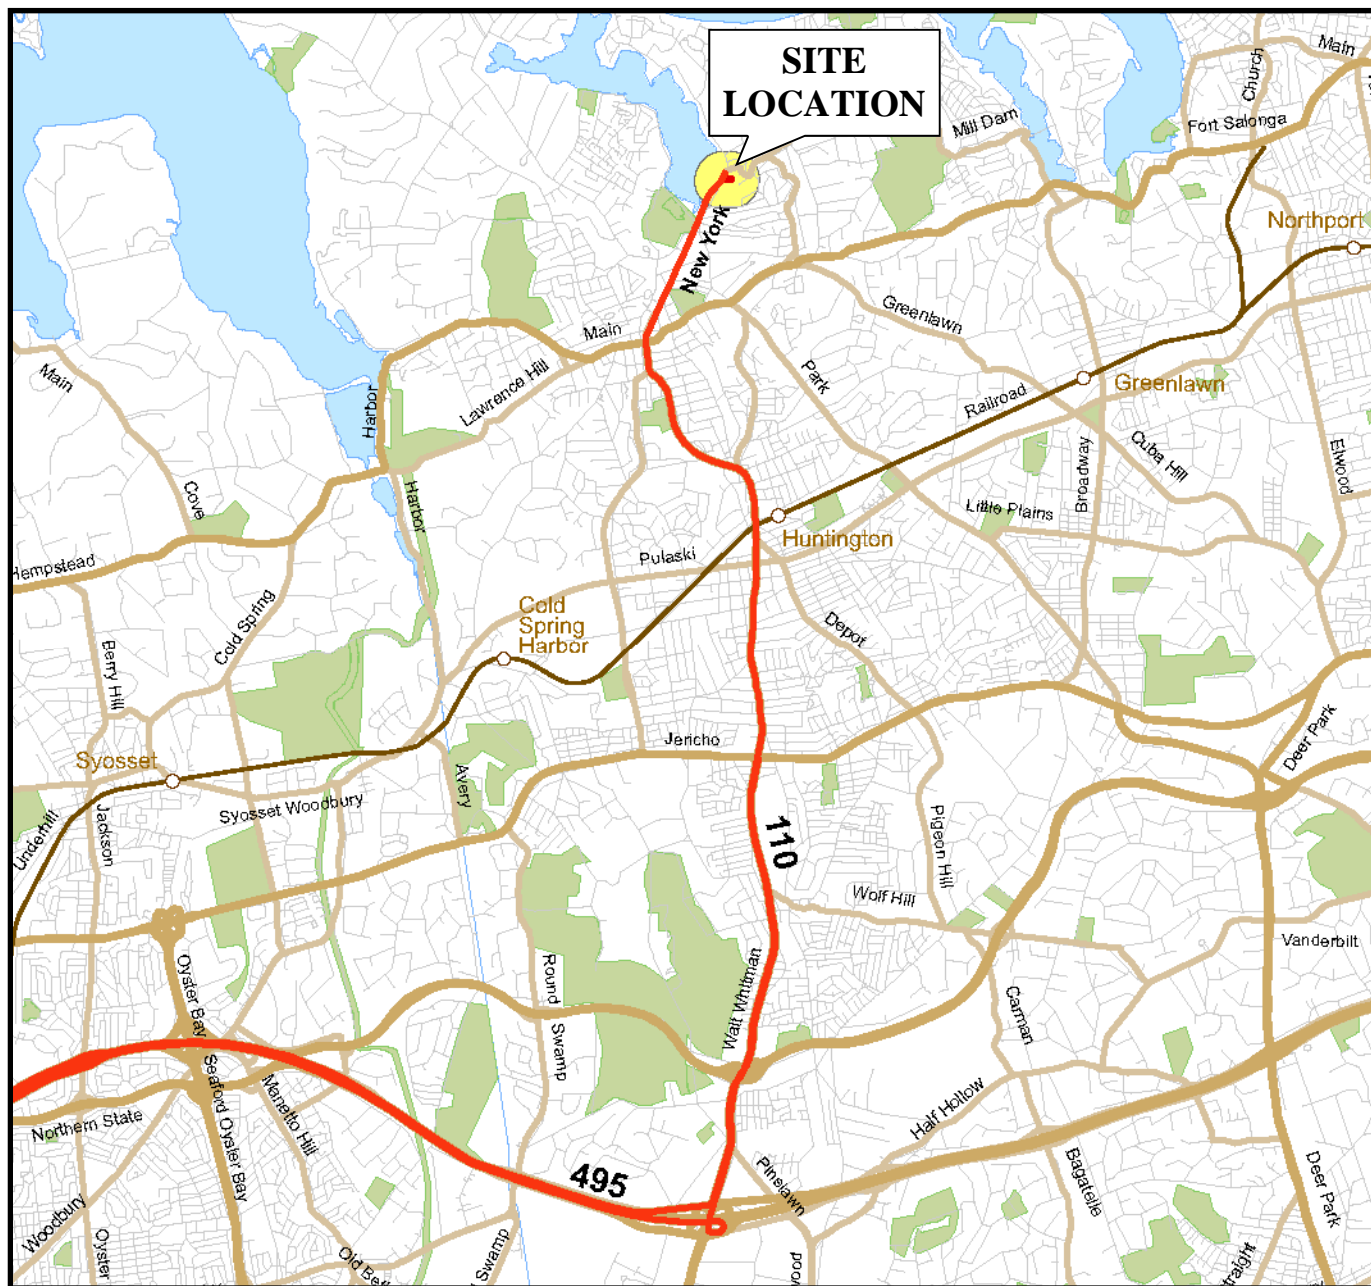 SITE
LOCATION
Main
Church
Fort Salonga
Mill Dam
Northport
New York
Greenlawn
Main
Park
Railroad
Greenlawn
Lawrence Hill
Main
Harbor
Cuba Hill
Broadway
Elwood
Cove
Harbor
Little Plains
Huntington
Pulaski
Hempstead
Cold
Spring
Harbor
Cold Spring
Berry Hill
Depot
Jericho
Deer Park
Syosset
Avery
Syosset Woodbury
Underhill
Jackson
110
Pigeon Hill
Wolf Hill
Vanderbilt
Oyster Bay
Round
Swamp
Walt Whitman
Carman
Seaford Oyster Bay
Manetto Hill
Northern State
Half Hollow
495
Pinelawn
Bagatelle
Deer Park
Woodbury
Oyster
Swamp